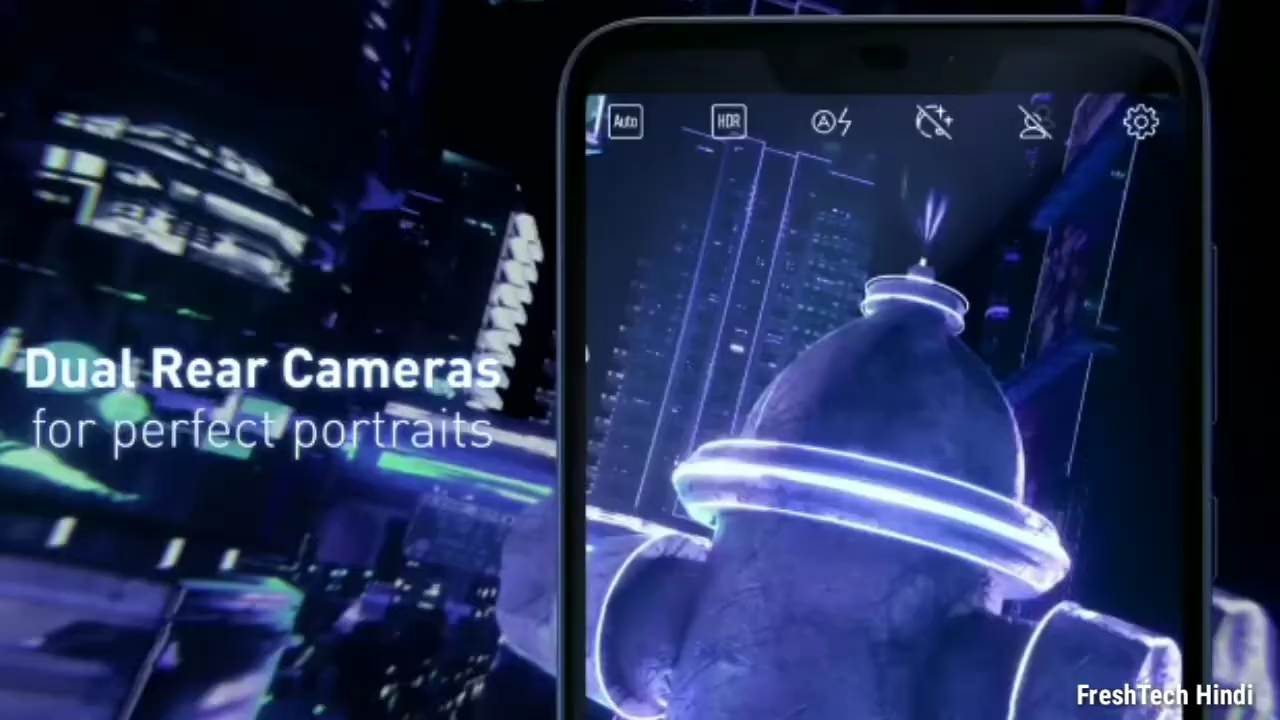 Auto
HDR
A
Dual Rear Cameras
for perfect portraits
FreshTech Hindi